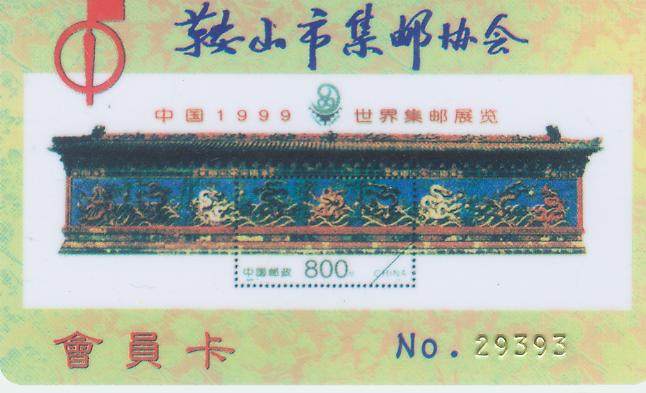 鞍山市集邮协会
中国1999 世界集邮展览
中国邮政 800分 CHINA
會員卡 No. 29393